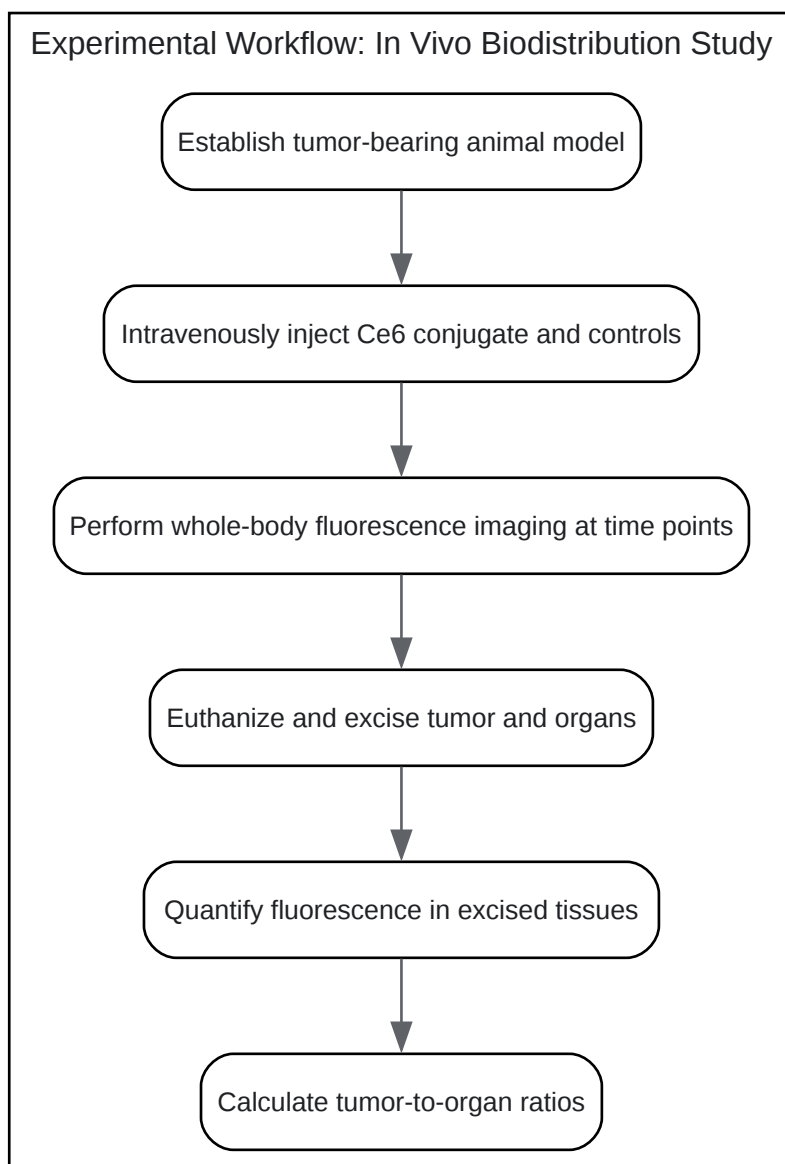 Experimental Workflow: In Vivo Biodistribution Study
Establish tumor-bearing animal model
Intravenously inject Ce6 conjugate and controls
Perform whole-body fluorescence imaging at time points
Euthanize and excise tumor and organs
Quantify fluorescence in excised tissues
Calculate tumor-to-organ ratios